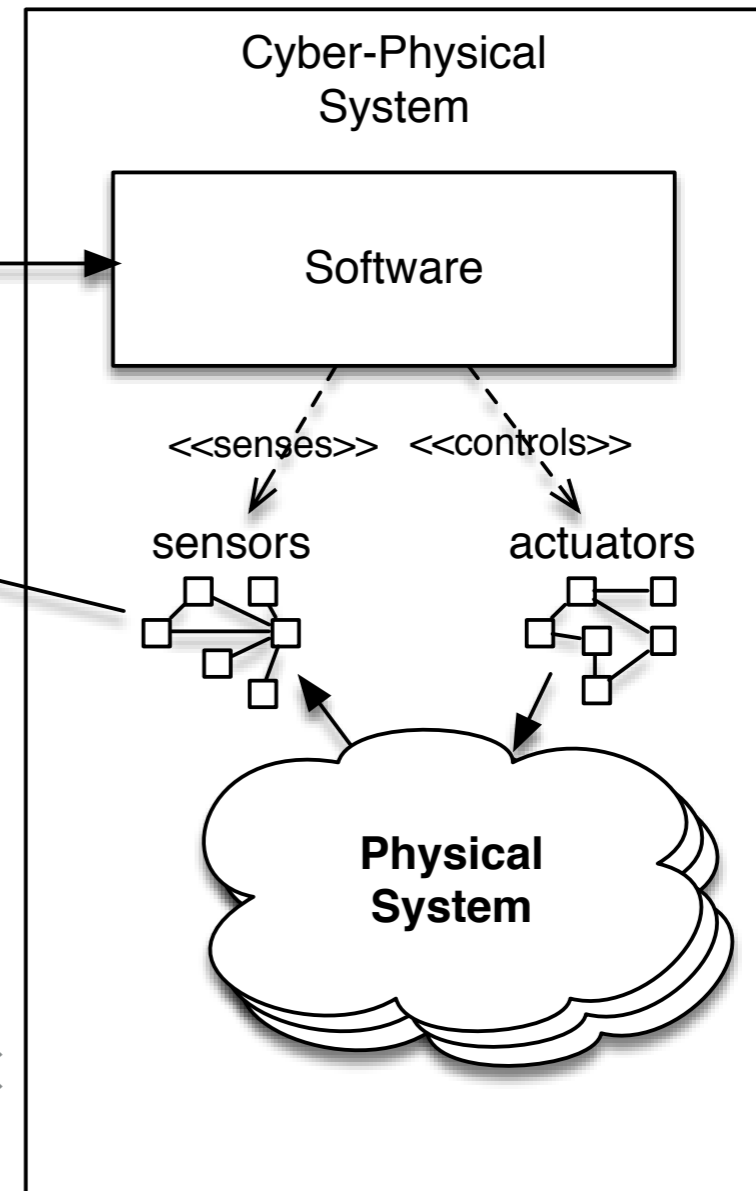 Cyber-Physical
System
Software
<<senses>> <<controls>>
sensors actuators
Physical
System